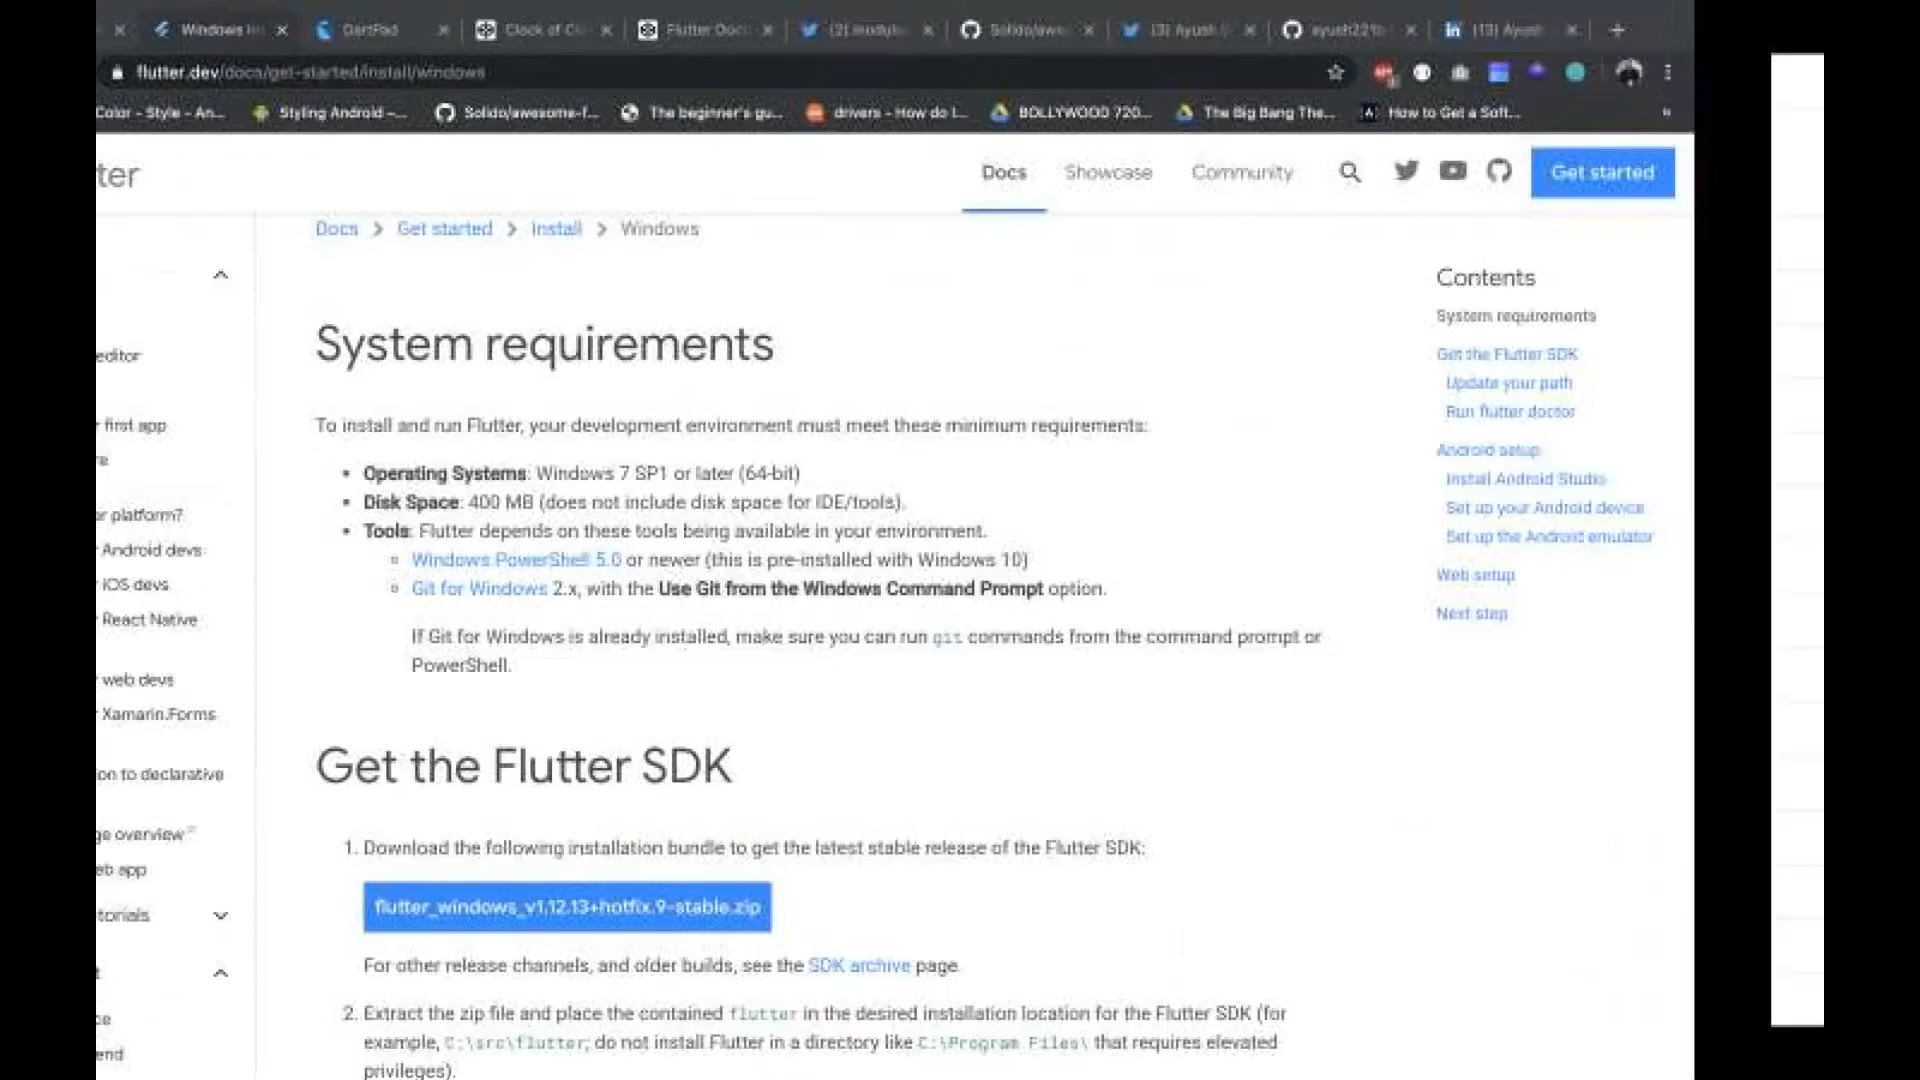 Windows In
DartPad
Clock of C
Flutter Doc
Solido/awe
(3) Ayush
ayush221b
(13) Ayush
flutter.dev/docs/get-started/install/windows
Color - Style - An...
Styling Android -...
Solido/awesome-f...
The beginner's gu...
drivers - How do I...
BOLLYWOOD 720...
The Big Bang The...
How to Get a Soft...
»
tter
Docs
Showcase
Community
Get started
Docs > Get started > Install > Windows
editor
r first app
re
er platform?
r Android devs
r iOS devs
r React Native
r web devs
r Xamarin.Forms
on to declarative
ge overview
eb app
torials
t
ce
end
System requirements
To install and run Flutter, your development environment must meet these minimum requirements:
• Operating Systems: Windows 7 SP1 or later (64-bit)
• Disk Space: 400 MB (does not include disk space for IDE/tools).
• Tools: Flutter depends on these tools being available in your environment.
◦ Windows PowerShell 5.0 or newer (this is pre-installed with Windows 10)
◦ Git for Windows 2.x, with the Use Git from the Windows Command Prompt option.
If Git for Windows is already installed, make sure you can run git commands from the command prompt or
PowerShell.
Get the Flutter SDK
1. Download the following installation bundle to get the latest stable release of the Flutter SDK:
flutter_windows_v1.12.13+hotfix.9-stable.zip
For other release channels, and older builds, see the SDK archive page.
2. Extract the zip file and place the contained flutter in the desired installation location for the Flutter SDK (for
example, C:\src\flutter; do not install Flutter in a directory like C:\Program Files\ that requires elevated
privileges).
Contents
System requirements
Get the Flutter SDK
Update your path
Run flutter doctor
Android setup
Install Android Studio
Set up your Android device
Set up the Android emulator
Web setup
Next step